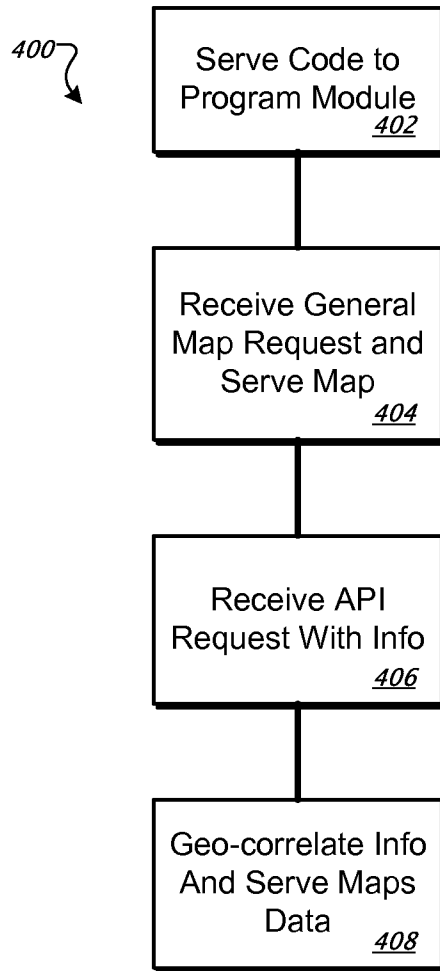 400
Serve Code to
Program Module
402
Receive General
Map Request and
Serve Map
404
Receive API
Request With Info
406
Geo-correlate Info
And Serve Maps
Data
408